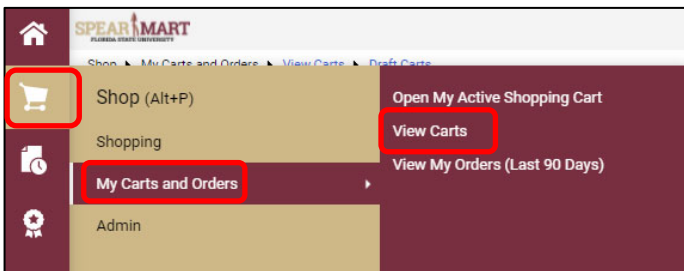 SPEARMART
FLORIDA STATE UNIVERSITY
Shop My Carts and Orders View Carts Draft Carts
Shop (Alt+P)
Shopping
My Carts and Orders
Admin
Open My Active Shopping Cart
View Carts
View My Orders (Last 90 Days)